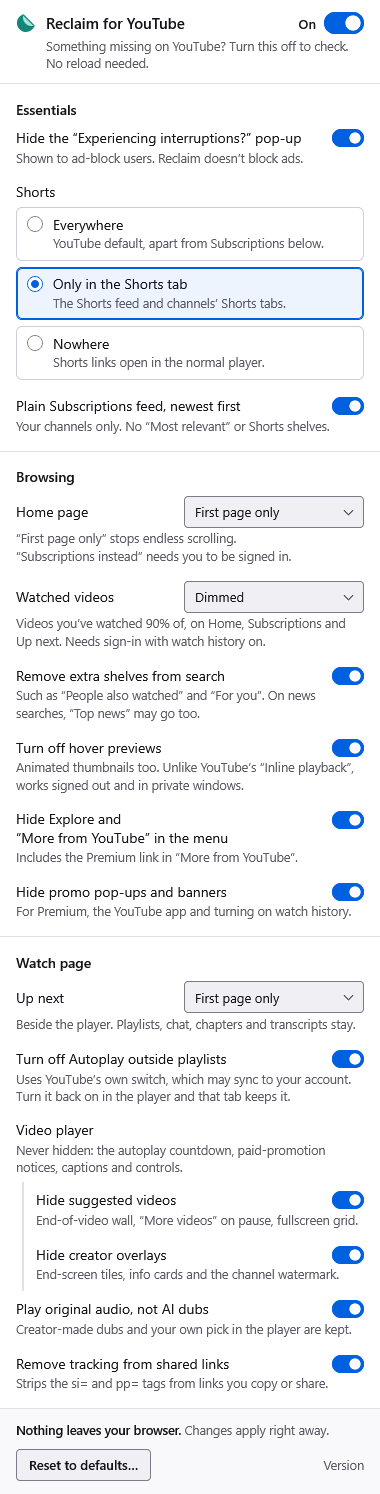 Reclaim for YouTube
On
Something missing on YouTube? Turn this off to check.
No reload needed.
Essentials
Hide the “Experiencing interruptions?” pop-up
Shown to ad-block users. Reclaim doesn’t block ads.
Shorts
Everywhere
YouTube default, apart from Subscriptions below.
Only in the Shorts tab
The Shorts feed and channels’ Shorts tabs.
Nowhere
Shorts links open in the normal player.
Plain Subscriptions feed, newest first
Your channels only. No “Most relevant” or Shorts shelves.
Browsing
Home page
First page only
“First page only” stops endless scrolling.
“Subscriptions instead” needs you to be signed in.
Watched videos
Dimmed
Videos you’ve watched 90% of, on Home, Subscriptions and
Up next. Needs sign-in with watch history on.
Remove extra shelves from search
Such as “People also watched” and “For you”. On news
searches, “Top news” may go too.
Turn off hover previews
Animated thumbnails too. Unlike YouTube’s “Inline playback”,
works signed out and in private windows.
Hide Explore and
“More from YouTube” in the menu
Includes the Premium link in “More from YouTube”.
Hide promo pop-ups and banners
For Premium, the YouTube app and turning on watch history.
Watch page
Up next
First page only
Beside the player. Playlists, chat, chapters and transcripts stay.
Turn off Autoplay outside playlists
Uses YouTube’s own switch, which may sync to your account.
Turn it back on in the player and that tab keeps it.
Video player
Never hidden: the autoplay countdown, paid-promotion
notices, captions and controls.
Hide suggested videos
End-of-video wall, “More videos” on pause, fullscreen grid.
Hide creator overlays
End-screen tiles, info cards and the channel watermark.
Play original audio, not AI dubs
Creator-made dubs and your own pick in the player are kept.
Remove tracking from shared links
Strips the si= and pp= tags from links you copy or share.
Nothing leaves your browser. Changes apply right away.
Reset to defaults…
Version